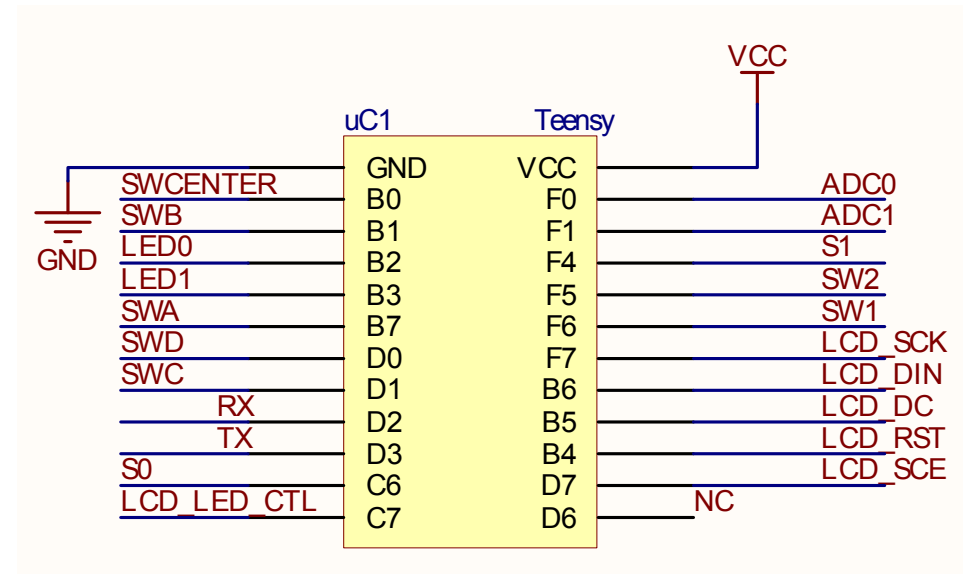 VCC
uC1 Teensy
GND VCC
SWCENTER B0 F0 ADC0
SWB B1 F1 ADC1
GND LED0 B2 F4 S1
LED1 B3 F5 SW2
SWA B7 F6 SW1
SWD D0 F7 LCD_SCK
SWC D1 B6 LCD_DIN
RX D2 B5 LCD_DC
TX D3 B4 LCD_RST
S0 C6 D7 LCD_SCE
LCD_LED_CTL C7 D6 NC